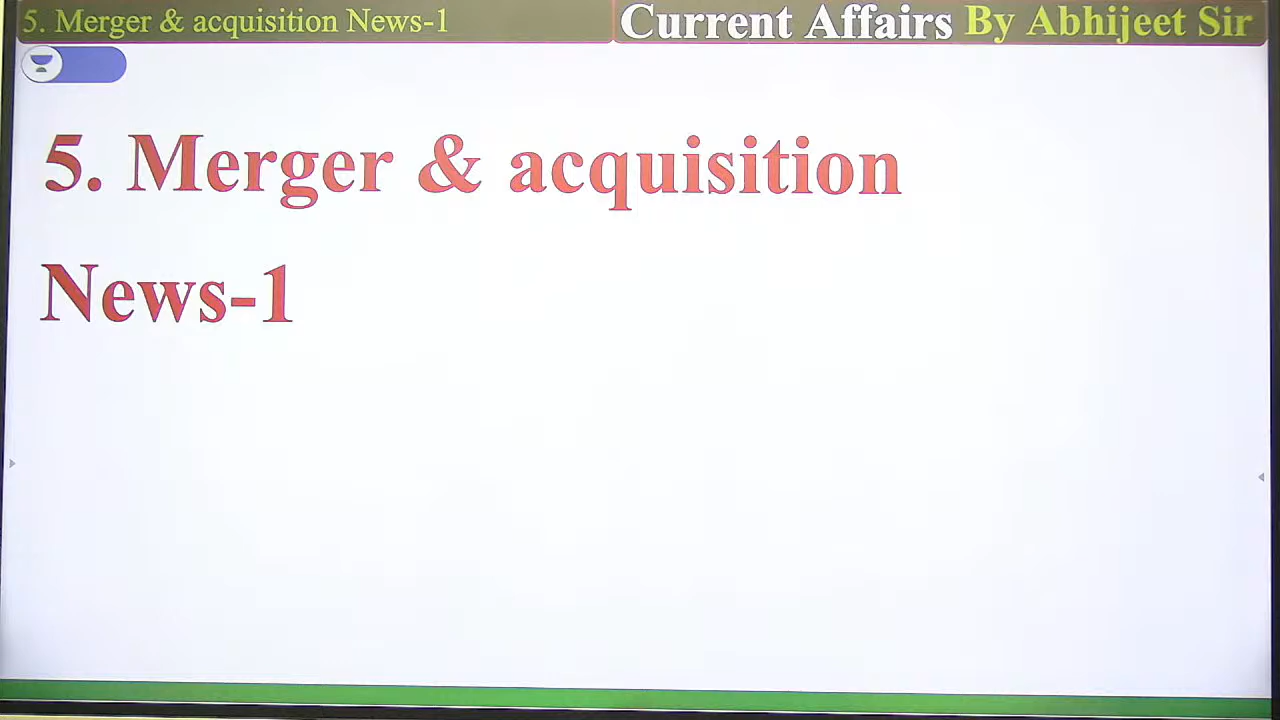 5. Merger & acquisition News-1
Current Affairs By Abhijeet Sir
5. Merger & acquisition
News-1